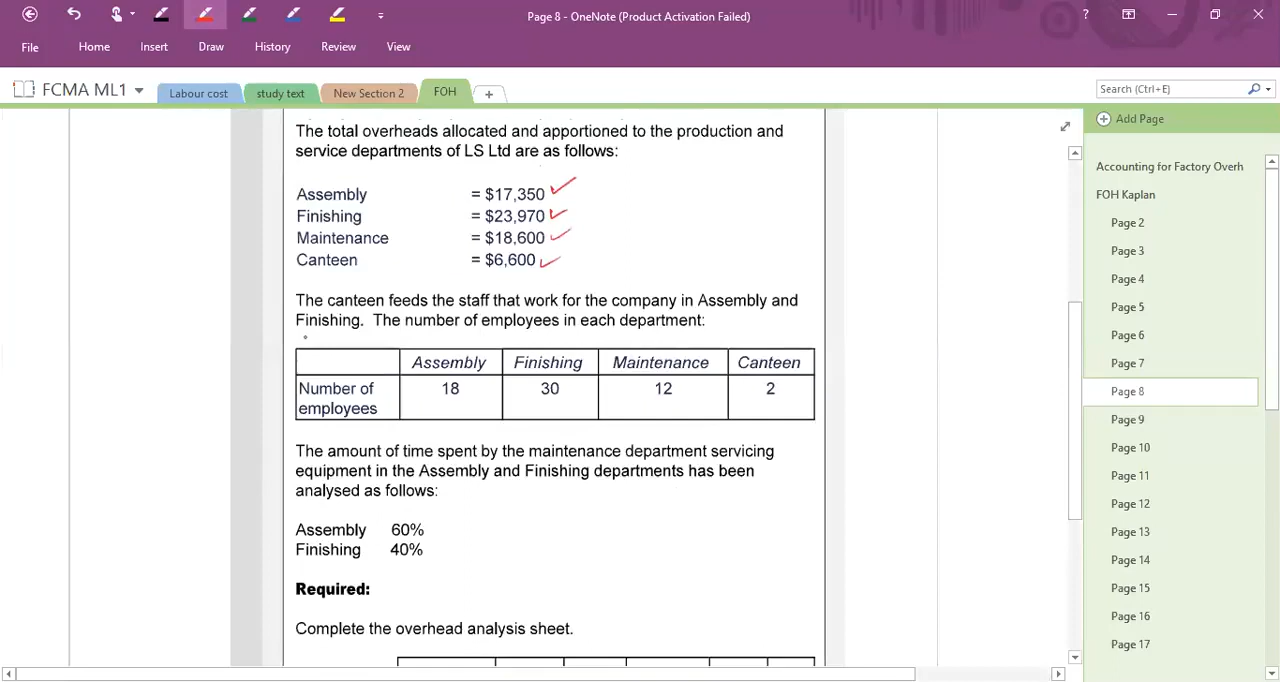 Page 8 - OneNote (Product Activation Failed)
?
File Home Insert Draw History Review View
FCMA ML1 Labour cost study text New Section 2 FOH +
Search (Ctrl+E)
Add Page
The total overheads allocated and apportioned to the production and
service departments of LS Ltd are as follows:
Assembly = $17,350
Finishing = $23,970
Maintenance = $18,600
Canteen = $6,600
The canteen feeds the staff that work for the company in Assembly and
Finishing. The number of employees in each department:
Assembly Finishing Maintenance Canteen
Number of employees 18 30 12 2
The amount of time spent by the maintenance department servicing
equipment in the Assembly and Finishing departments has been
analysed as follows:
Assembly 60%
Finishing 40%
Required:
Complete the overhead analysis sheet.
Accounting for Factory Overh
FOH Kaplan
Page 2
Page 3
Page 4
Page 5
Page 6
Page 7
Page 8
Page 9
Page 10
Page 11
Page 12
Page 13
Page 14
Page 15
Page 16
Page 17